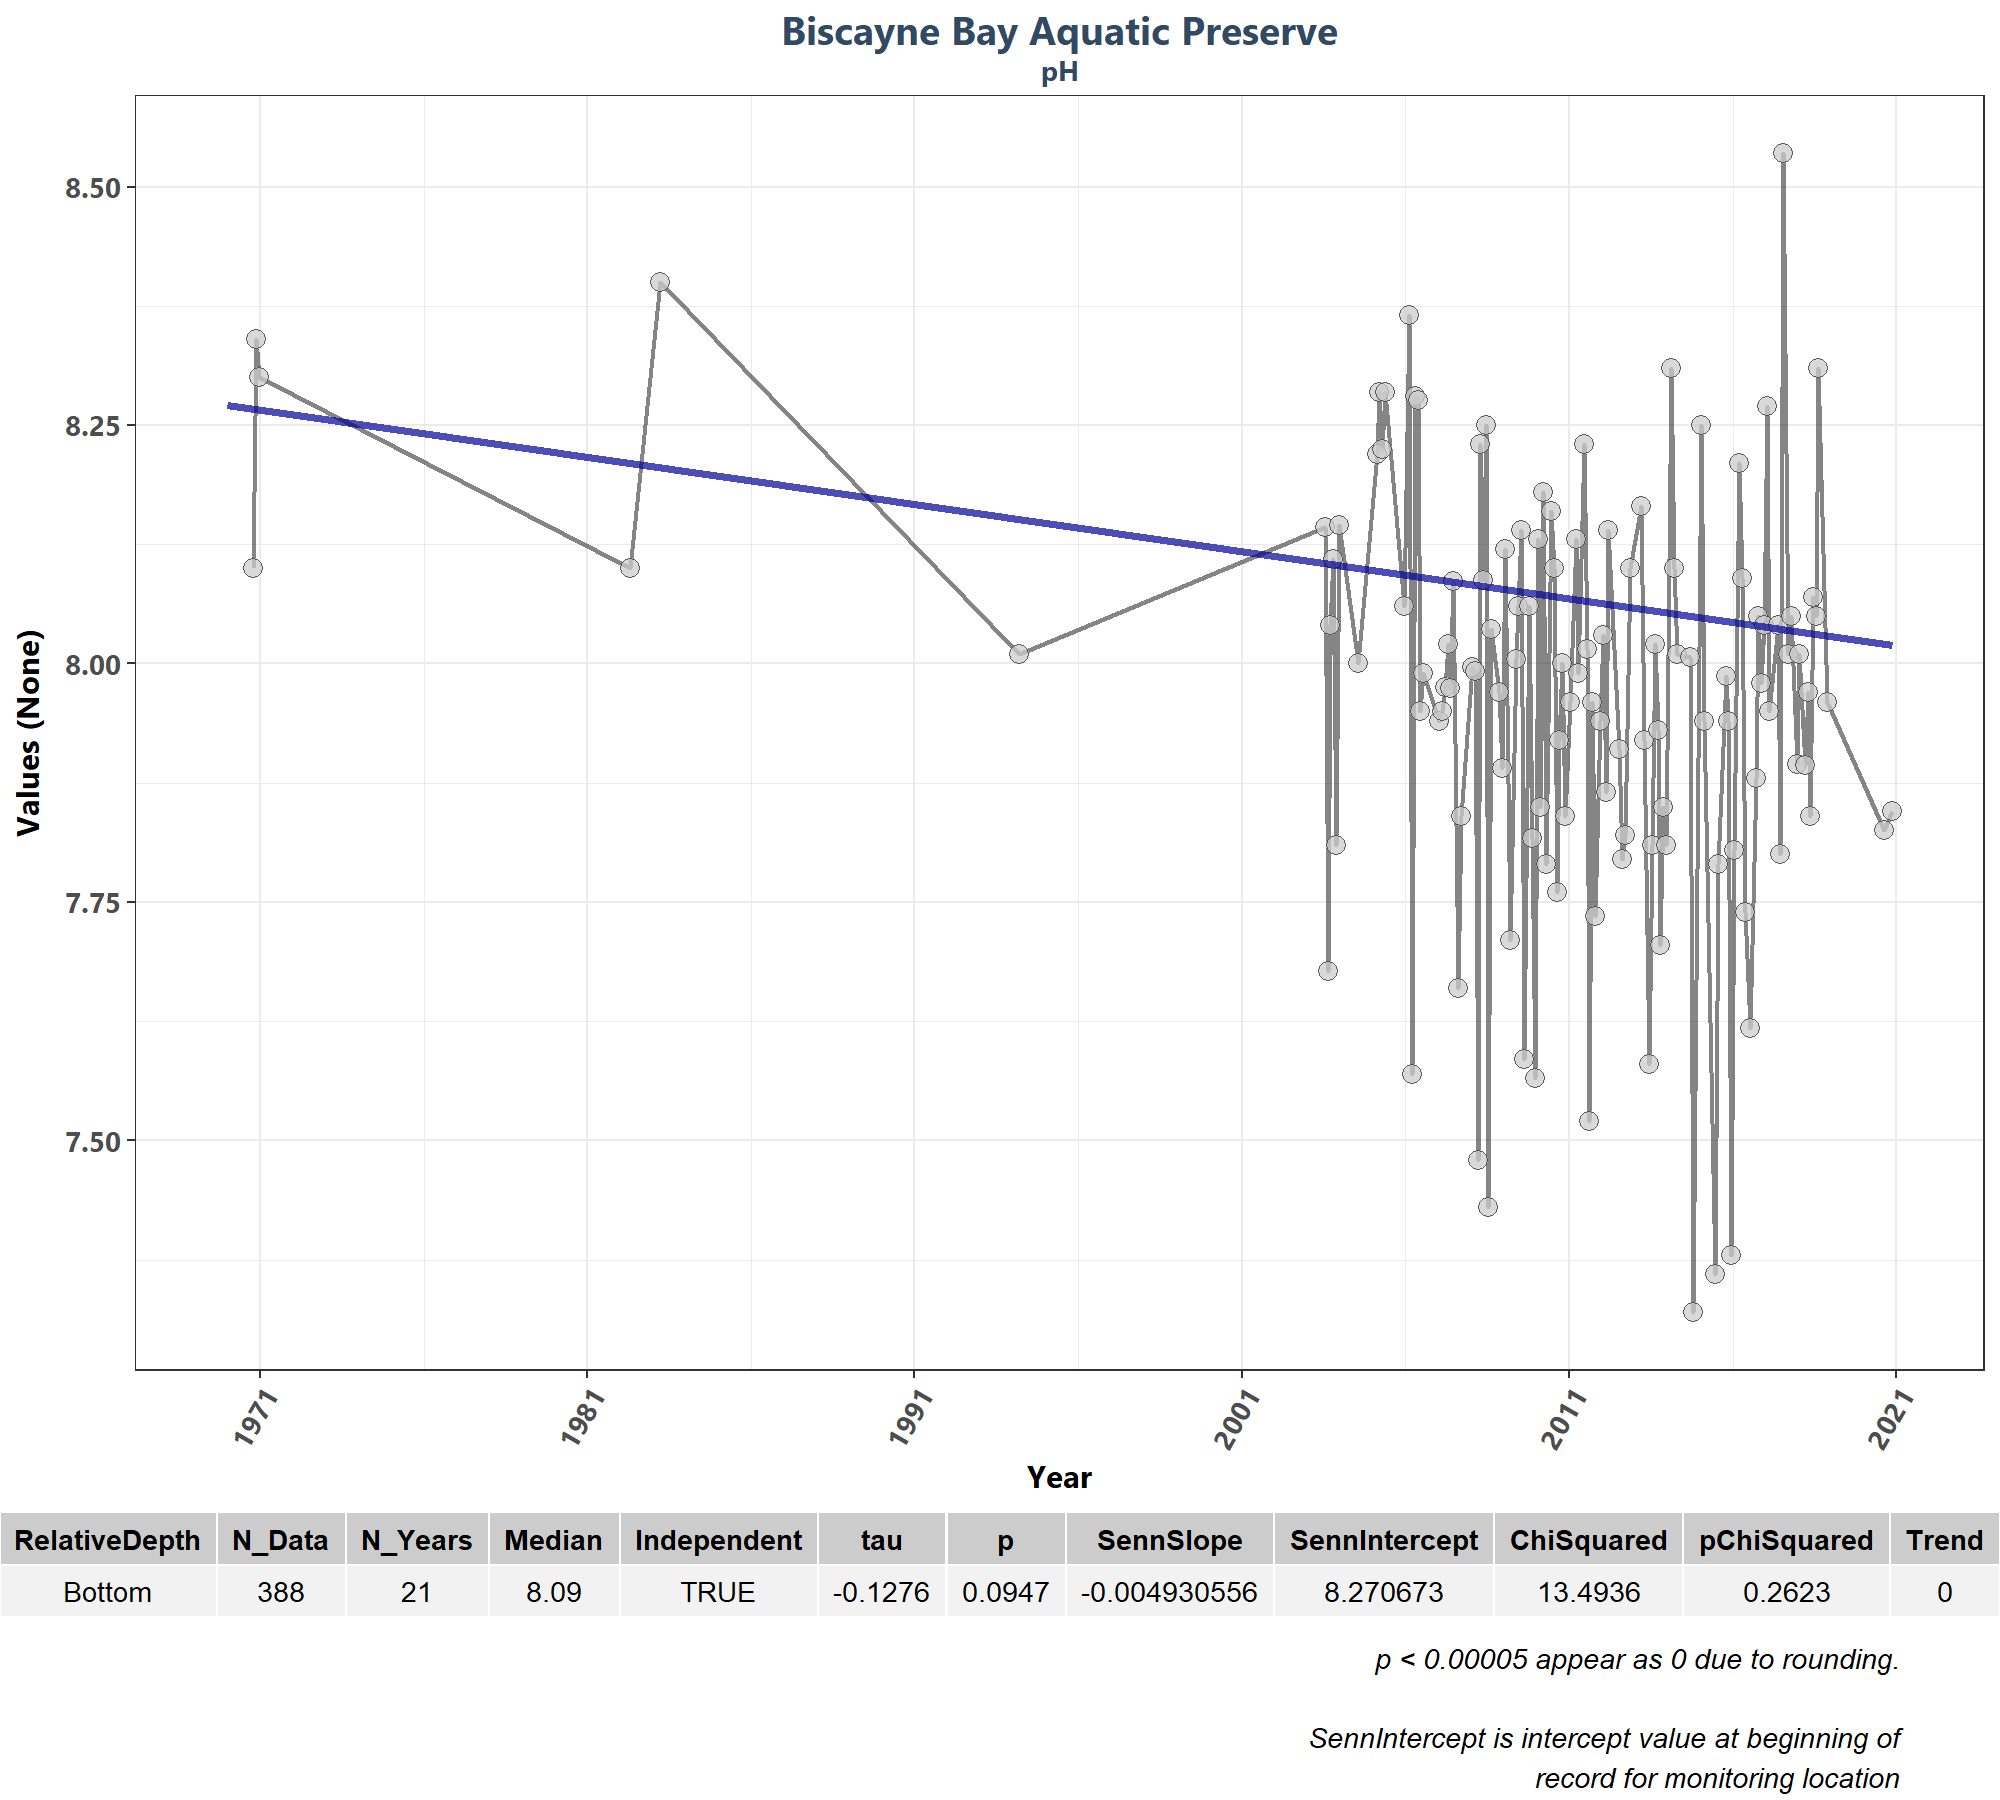 Biscayne Bay Aquatic Preserve
pH
Values (None)
8.50
8.25
8.00
7.75
7.50
1971 1981 1991 2001 2011 2021
Year
RelativeDepth N_Data N_Years Median Independent tau p SennSlope SennIntercept ChiSquared pChiSquared Trend
Bottom 388 21 8.09 TRUE -0.1276 0.0947 -0.004930556 8.270673 13.4936 0.2623 0
p < 0.00005 appear as 0 due to rounding.
SennIntercept is intercept value at beginning of
record for monitoring location